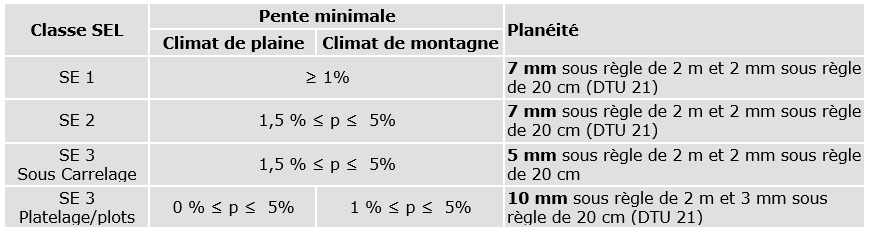 Classe SEL
Pente minimale
Planéité
Climat de plaine
Climat de montagne
SE 1
≥ 1%
7 mm sous règle de 2 m et 2 mm sous règle
de 20 cm (DTU 21)
SE 2
1,5 % ≤ p ≤ 5%
7 mm sous règle de 2 m et 2 mm sous règle
de 20 cm (DTU 21)
SE 3
Sous Carrelage
1,5 % ≤ p ≤ 5%
5 mm sous règle de 2 m et 2 mm sous règle
de 20 cm
SE 3
Platelage/plots
0 % ≤ p ≤ 5%
1 % ≤ p ≤ 5%
10 mm sous règle de 2 m et 3 mm sous
règle de 20 cm (DTU 21)